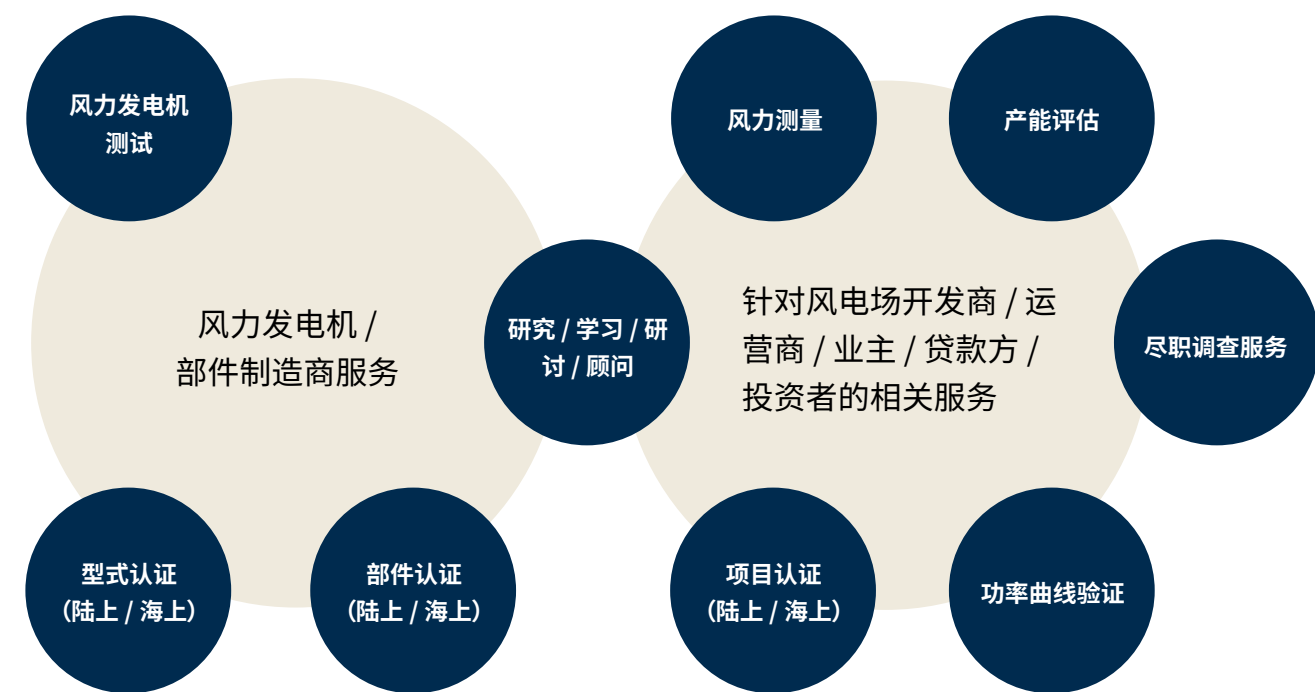 风力发电机
测试
风力测量
产能评估
风力发电机 /
部件制造商服务
研究 / 学习 / 研
讨 / 顾问
针对风电场开发商 / 运
营商 / 业主 / 贷款方 /
投资者的相关服务
尽职调查服务
型式认证
（陆上 / 海上）
部件认证
（陆上 / 海上）
项目认证
（陆上 / 海上）
功率曲线验证